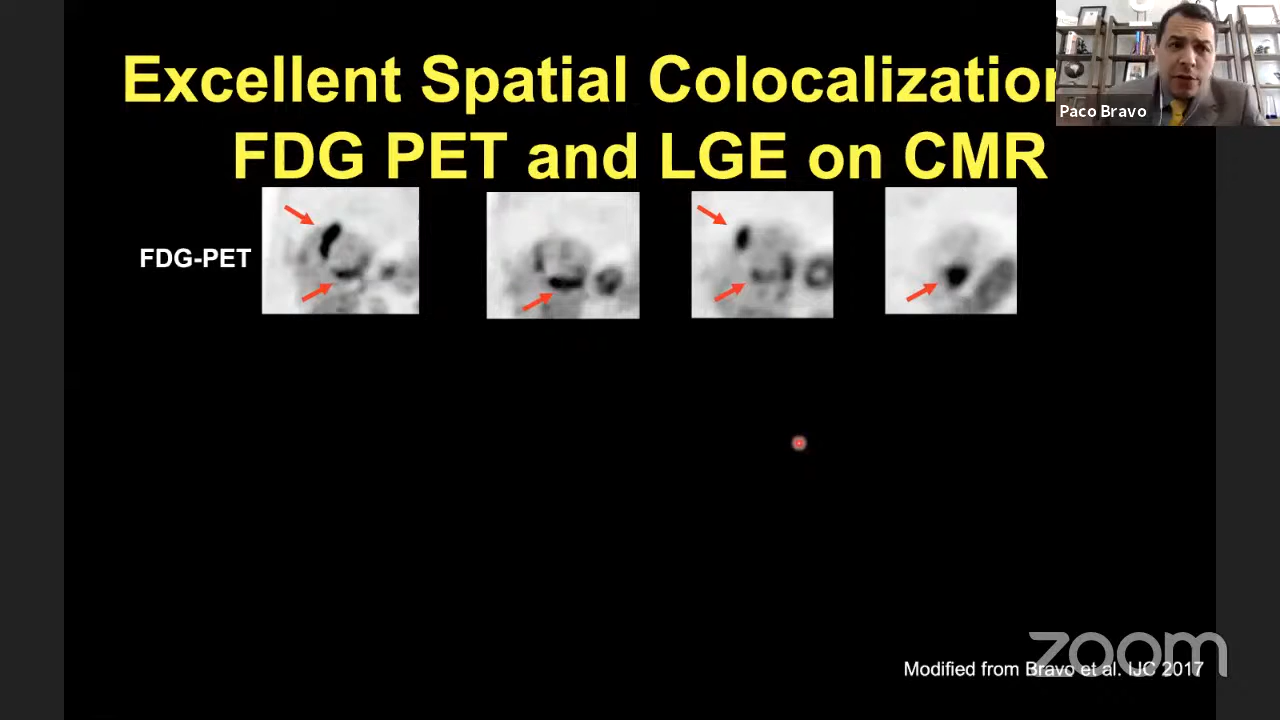 Excellent Spatial Colocalization
FDG PET and LGE on CMR
Paco Bravo
FDG-PET
zoom
Modified from Bravo et al. IJC 2017